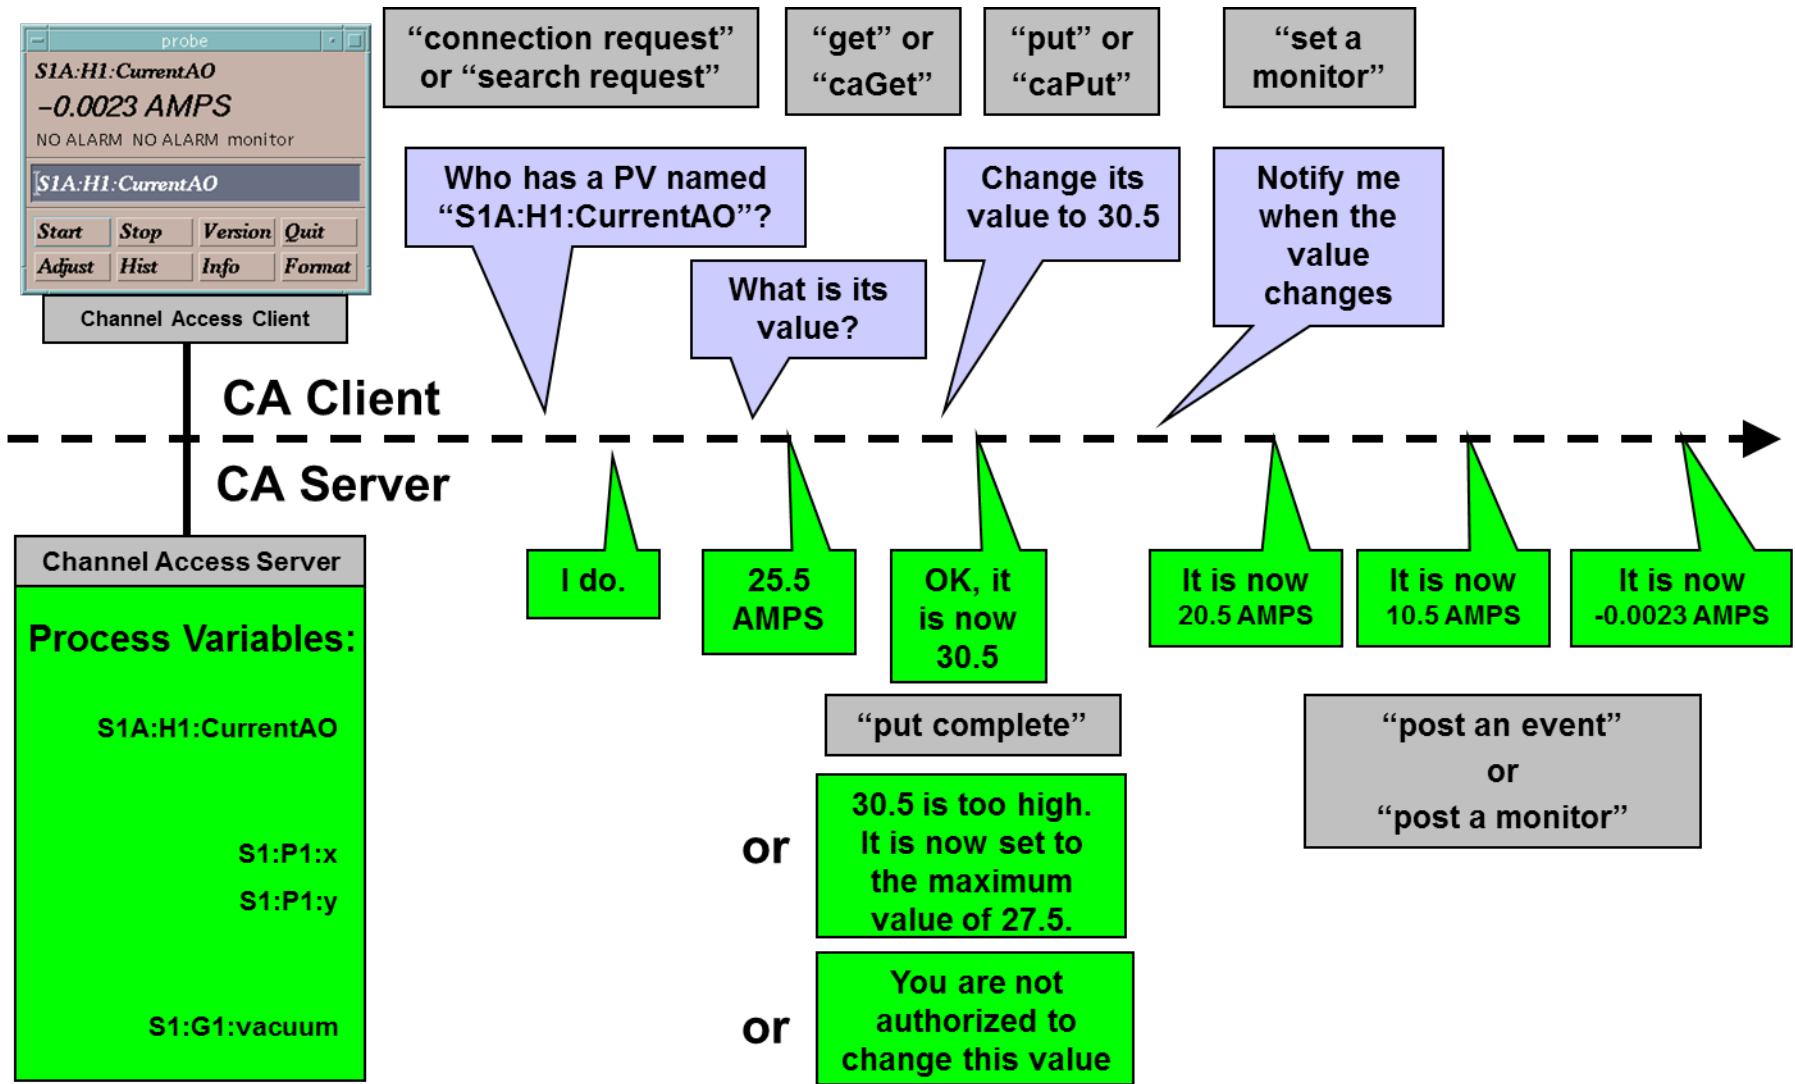 probe
S1A:H1:CurrentAO
-0.0023 AMPS
NO ALARM NO ALARM monitor
S1A:H1:CurrentAO
Start Stop Version Quit
Adjust Hist Info Format
Channel Access Client
“connection request”
or “search request”
“get” or
“caGet”
“put” or
“caPut”
“set a
monitor”
Who has a PV named
“S1A:H1:CurrentAO”?
What is its
value?
Change its
value to 30.5
Notify me
when the
value
changes
CA Client
CA Server
Channel Access Server
Process Variables:
S1A:H1:CurrentAO
S1:P1:x
S1:P1:y
S1:G1:vacuum
I do.
25.5
AMPS
OK, it
is now
30.5
It is now
20.5 AMPS
It is now
10.5 AMPS
It is now
-0.0023 AMPS
“put complete”
or
30.5 is too high.
It is now set to
the maximum
value of 27.5.
or
You are not
authorized to
change this value
“post an event”
or
“post a monitor”